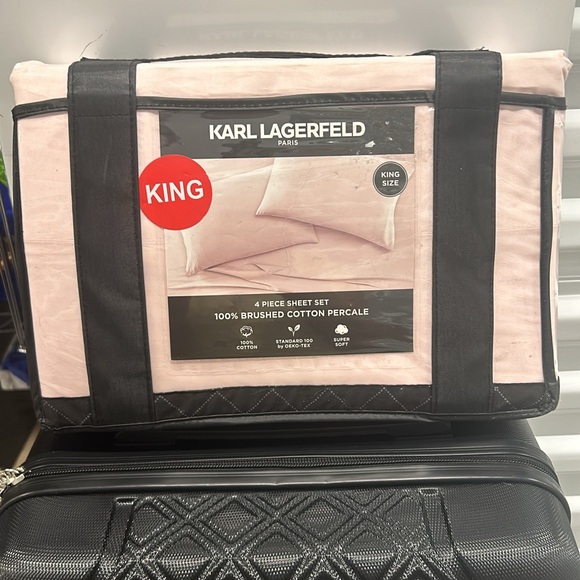 KARL LAGERFELD
PARIS
KING
KING
SIZE
4 PIECE SHEET SET
100% BRUSHED COTTON PERCALE
100%
COTTON
STANDARD 100
by OEKO-TEX
SUPER
SOFT